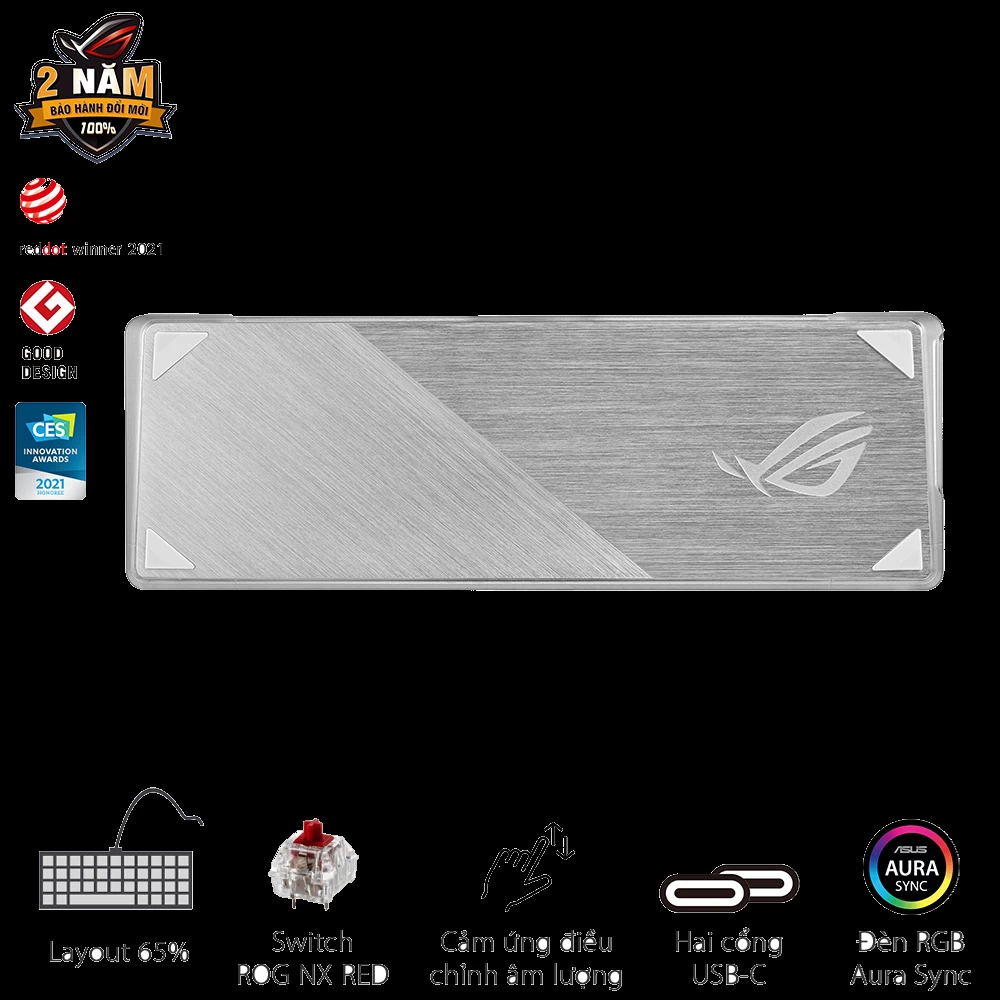 2 NĂM
BẢO HÀNH ĐỔI MỚI
100%
reddot winner 2021
GOOD
DESIGN
CES
INNOVATION
AWARDS
2021
HONOREE
Layout 65%
Switch
ROG NX RED
Cảm ứng điều
chỉnh âm lượng
Hai cổng
USB-C
ASUS
AURA
SYNC
Đèn RGB
Aura Sync